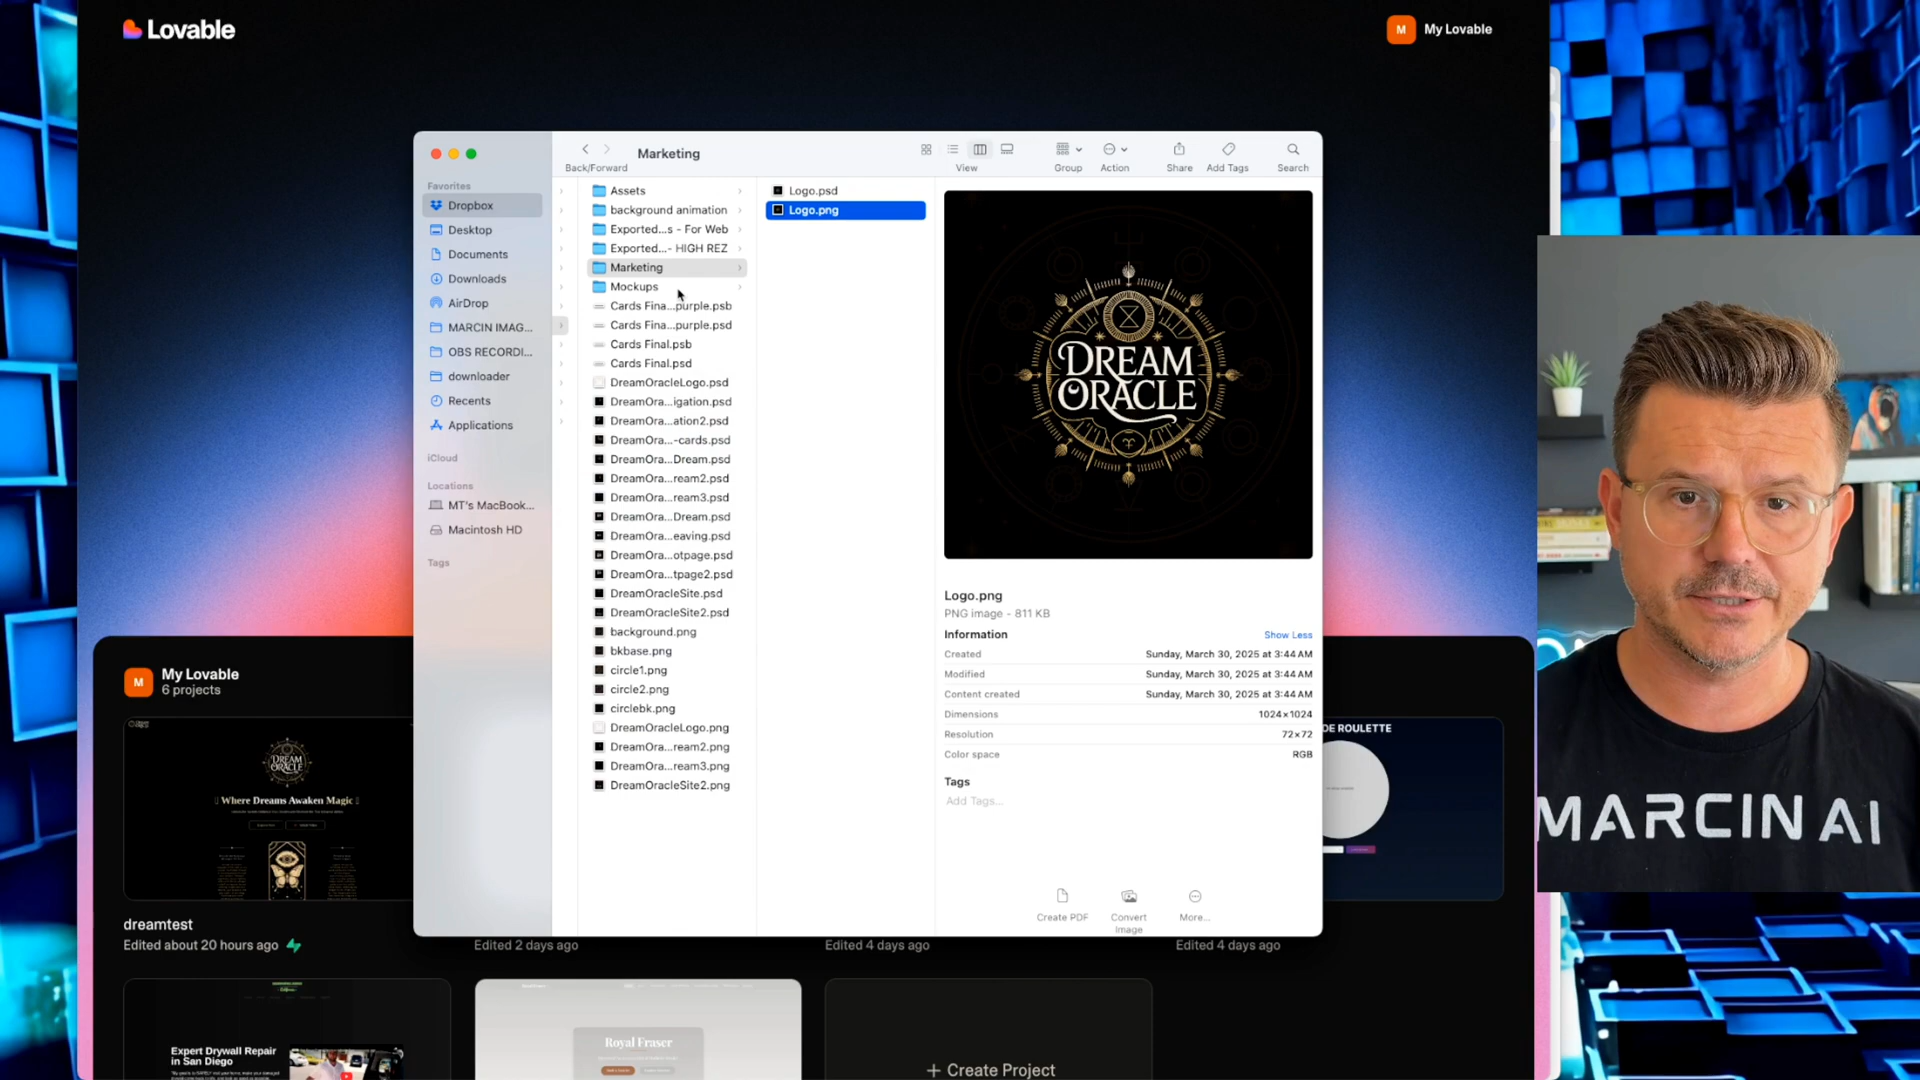 Lovable
M My Lovable
Marketing
Back/Forward
View
Group
Action
Share
Add Tags
Search
Favorites
Dropbox
Desktop
Documents
Downloads
AirDrop
MARCIN IMAG...
OBS RECORDI...
downloader
Recents
Applications
iCloud
Locations
MT's MacBook...
Macintosh HD
Tags
Assets
background animation
Exported...s - For Web
Exported...- HIGH REZ
Marketing
Mockups
Cards Fina...purple.psb
Cards Fina...purple.psd
Cards Final.psb
Cards Final.psd
DreamOracleLogo.psd
DreamOra...igation.psd
DreamOra...ation2.psd
DreamOra...-cards.psd
DreamOra...Dream.psd
DreamOra...ream2.psd
DreamOra...ream3.psd
DreamOra...Dream.psd
DreamOra...eaving.psd
DreamOra...otpage.psd
DreamOra...tpage2.psd
DreamOracleSite.psd
DreamOracleSite2.psd
background.png
bkbase.png
circle1.png
circle2.png
circlebk.png
DreamOracleLogo.png
DreamOra...ream2.png
DreamOra...ream3.png
DreamOracleSite2.png
Logo.psd
Logo.png
DREAM
ORACLE
Logo.png
PNG image - 811 KB
Information Show Less
Created Sunday, March 30, 2025 at 3:44 AM
Modified Sunday, March 30, 2025 at 3:44 AM
Content created Sunday, March 30, 2025 at 3:44 AM
Dimensions 1024×1024
Resolution 72×72
Color space RGB
Tags
Add Tags...
Create PDF
Convert
Image
More...
M My Lovable
6 projects
DREAM
ORACLE
Where Dreams Awaken Magic
dreamtest
Edited about 20 hours ago
Edited 2 days ago
Edited 4 days ago
Edited 4 days ago
DE ROULETTE
Expert Drywall Repair
in San Diego
Royal Fraser
+ Create Project
MARCIN AI